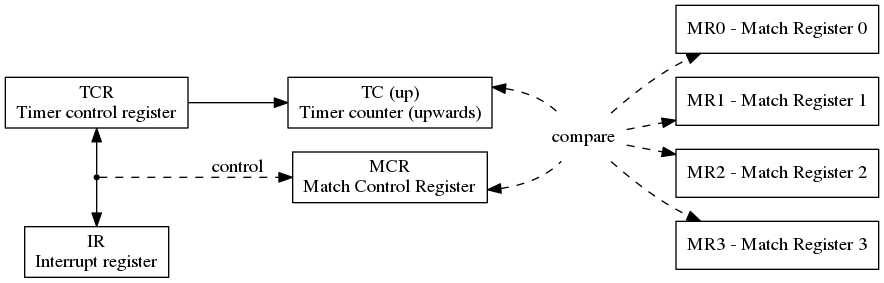 TCR
Timer control register
TC (up)
Timer counter (upwards)
control
MCR
Match Control Register
IR
Interrupt register
compare
MR0 - Match Register 0
MR1 - Match Register 1
MR2 - Match Register 2
MR3 - Match Register 3